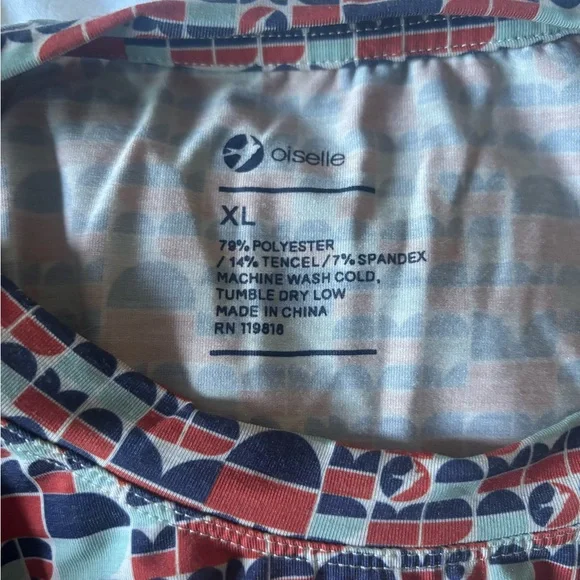 oiselle
XL
79% POLYESTER
/ 14% TENCEL / 7% SPANDEX
MACHINE WASH COLD,
TUMBLE DRY LOW
MADE IN CHINA
RN 119818